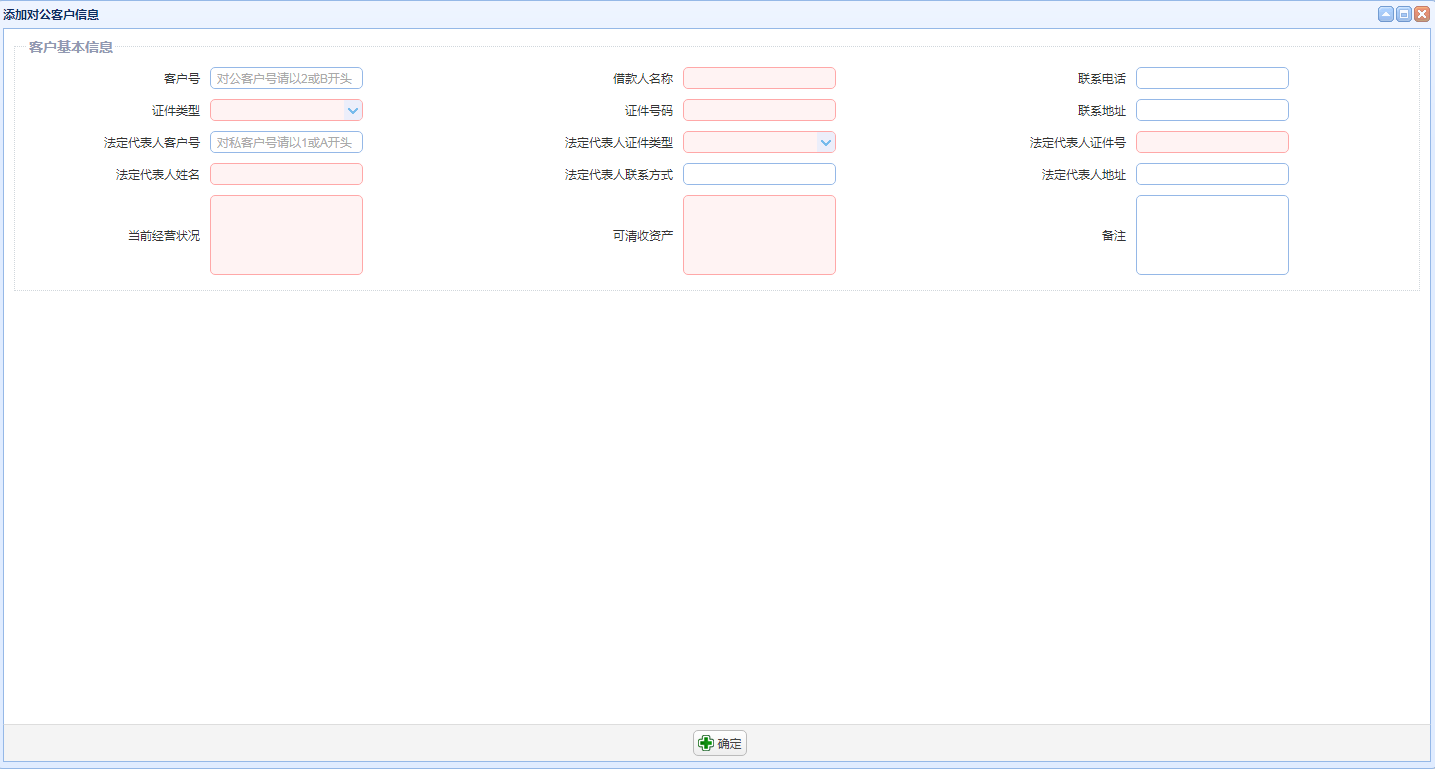 添加对公客户信息
客户基本信息
客户号 对公客户号请以2或B开头 借款人名称 联系电话
证件类型 证件号码 联系地址
法定代表人客户号 对私客户号请以1或A开头 法定代表人证件类型 法定代表人证件号
法定代表人姓名 法定代表人联系方式 法定代表人地址
当前经营状况 可清收资产 备注
确定